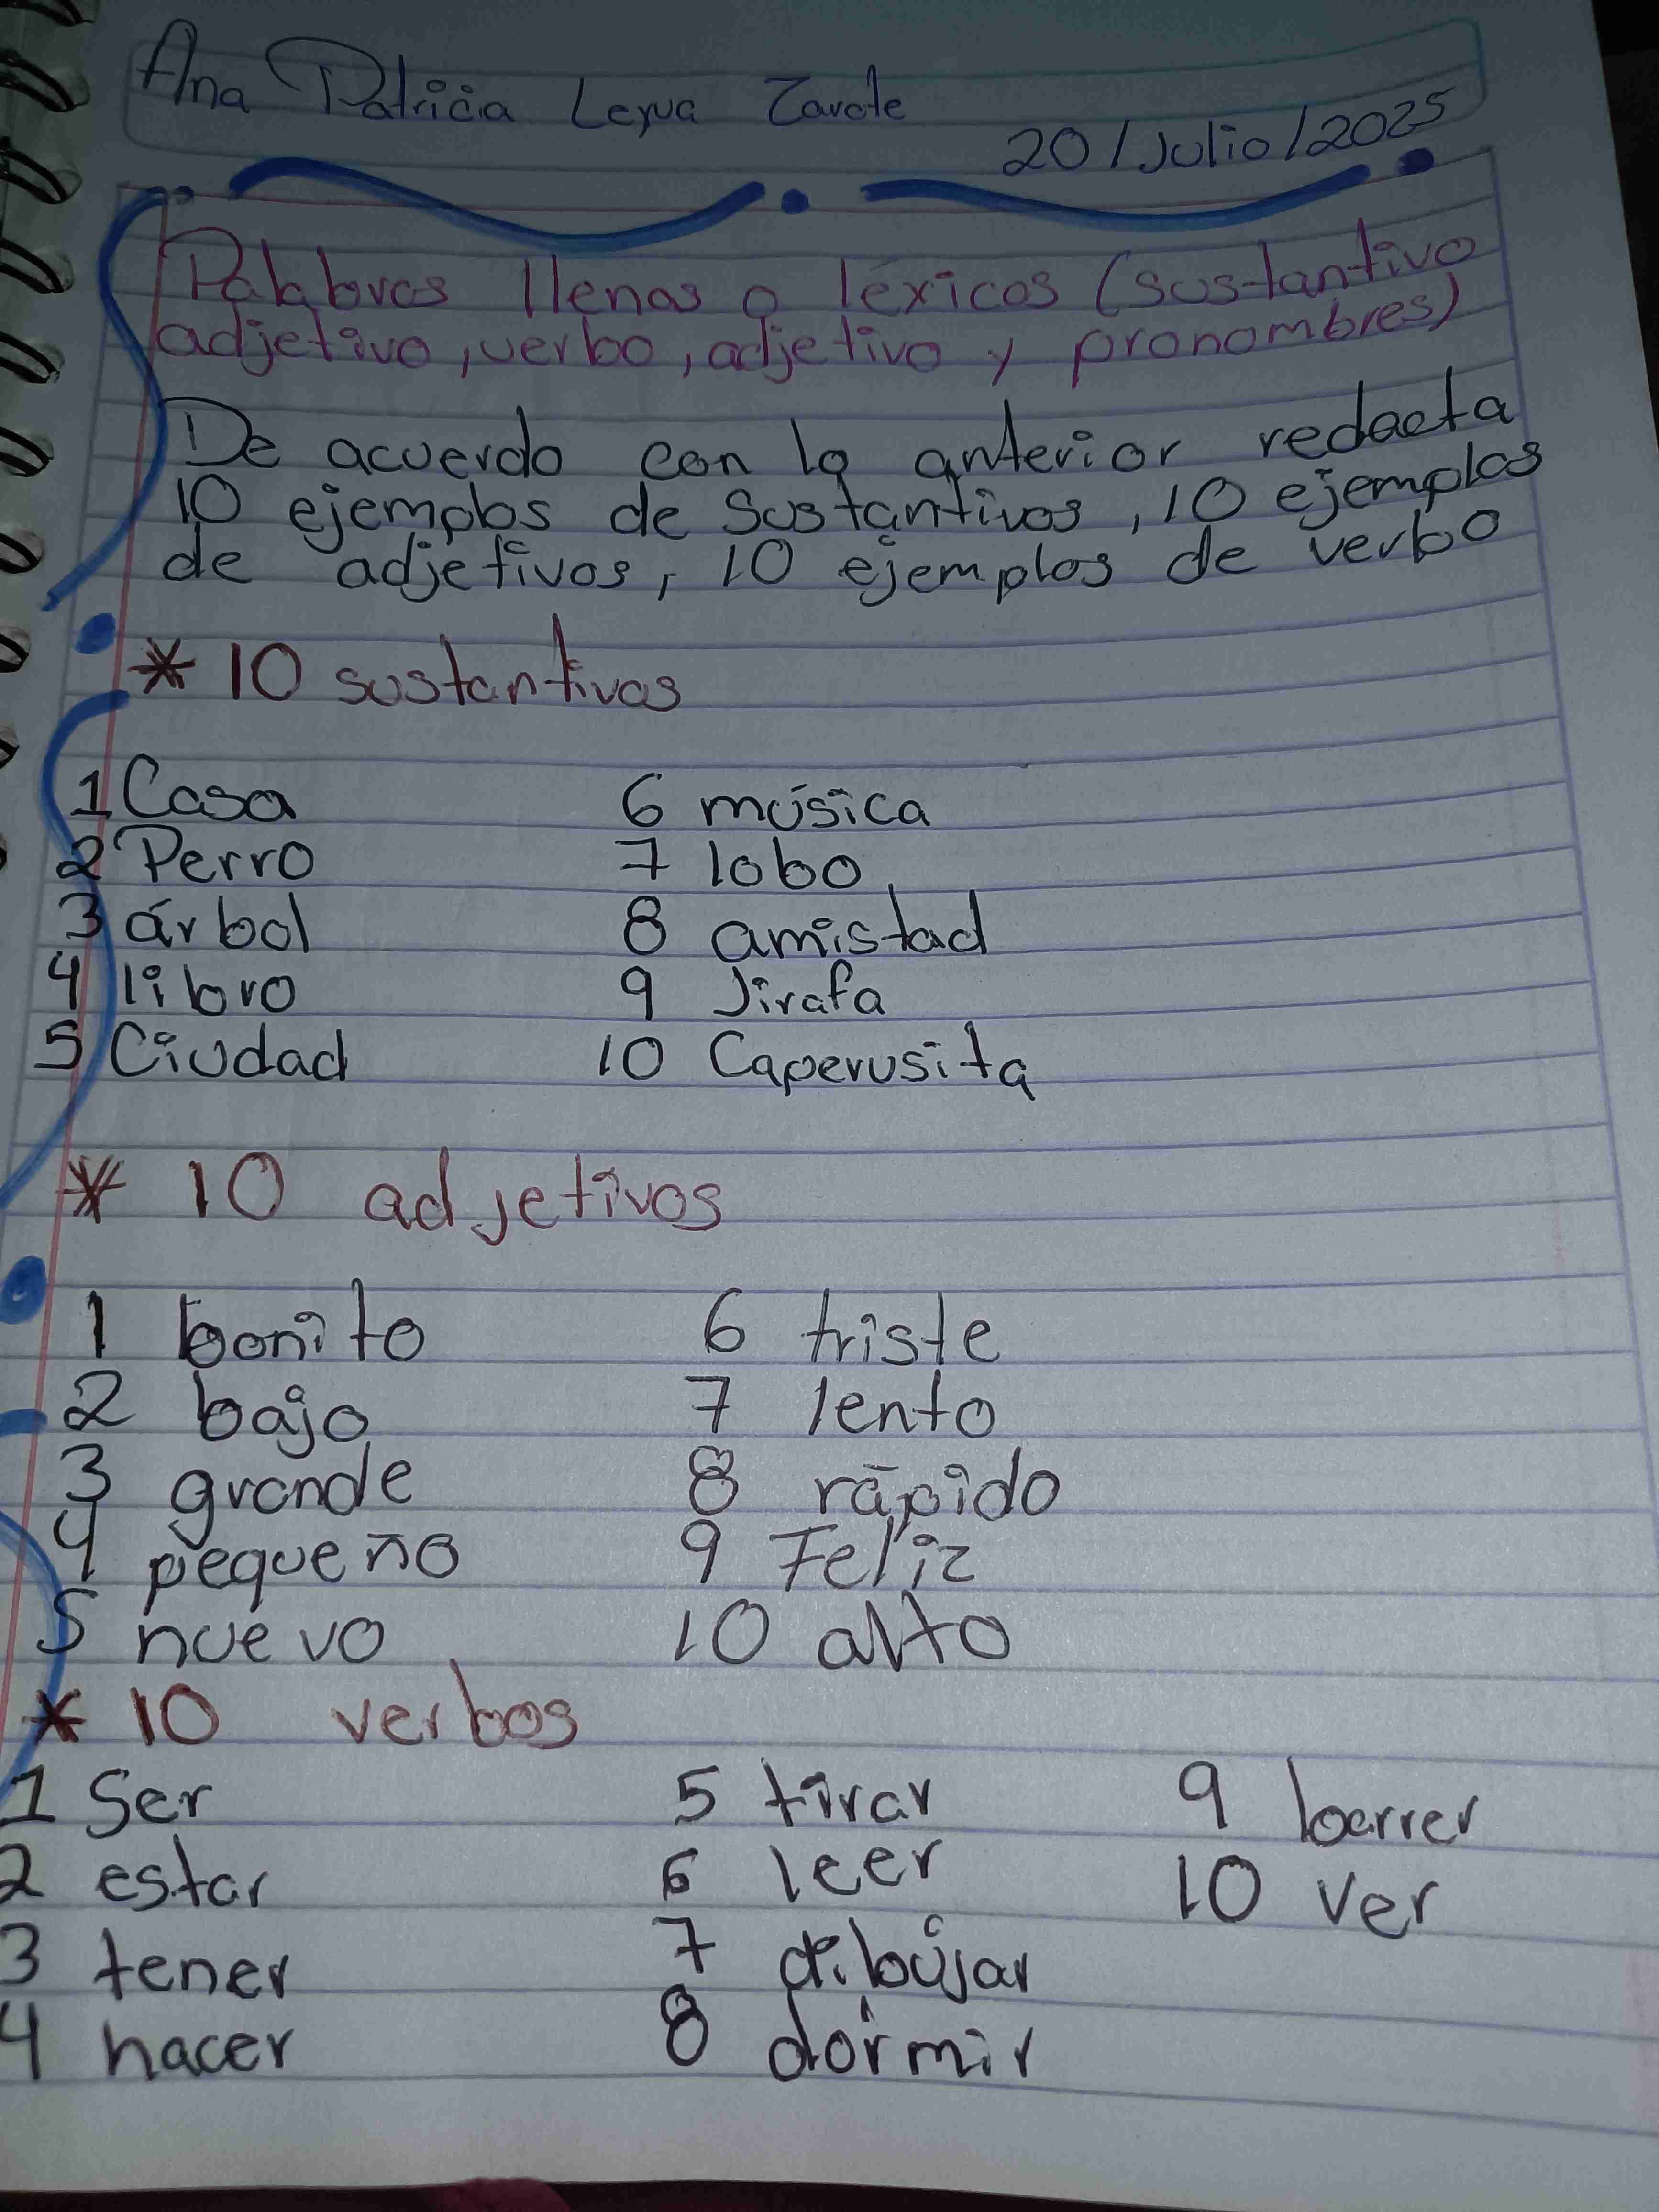 Ana Patricia Leyva Zarate
20/Julio/2025
Palabras llenas o léxicos (sustantivo
adjetivo, verbo, adjetivo y pronombres)
De acuerdo con lo anterior redacta
10 ejemplos de Sustantivos, 10 ejemplos
de adjetivos, 10 ejemplos de verbo
* 10 sustantivos
1 Casa 6 música
2 Perro 7 lobo
3 árbol 8 amistad
4 libro 9 Jirafa
5 Ciudad 10 Caperusita
* 10 adjetivos
1 bonito 6 triste
2 bajo 7 lento
3 grande 8 rápido
4 pequeño 9 Feliz
5 nuevo 10 alto
* 10 verbos
1 Ser 5 tirar 9 barrer
2 estar 6 leer 10 ver
3 tener 7 dibujar
4 hacer 8 dormir